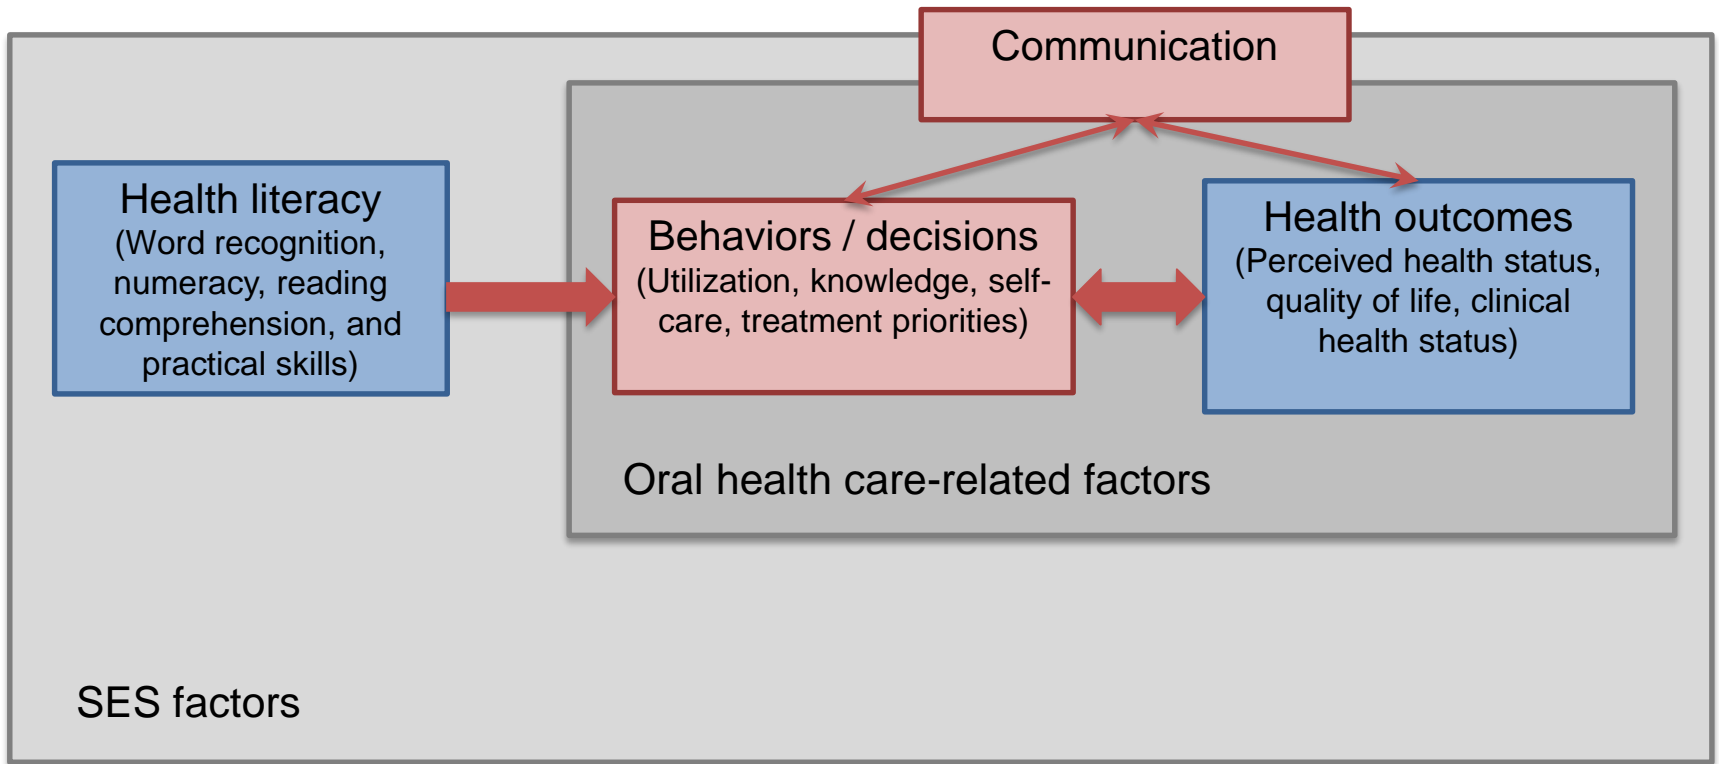 Communication
Health literacy
(Word recognition,
numeracy, reading
comprehension, and
practical skills)
Behaviors / decisions
(Utilization, knowledge, self-
care, treatment priorities)
Health outcomes
(Perceived health status,
quality of life, clinical
health status)
Oral health care-related factors
SES factors